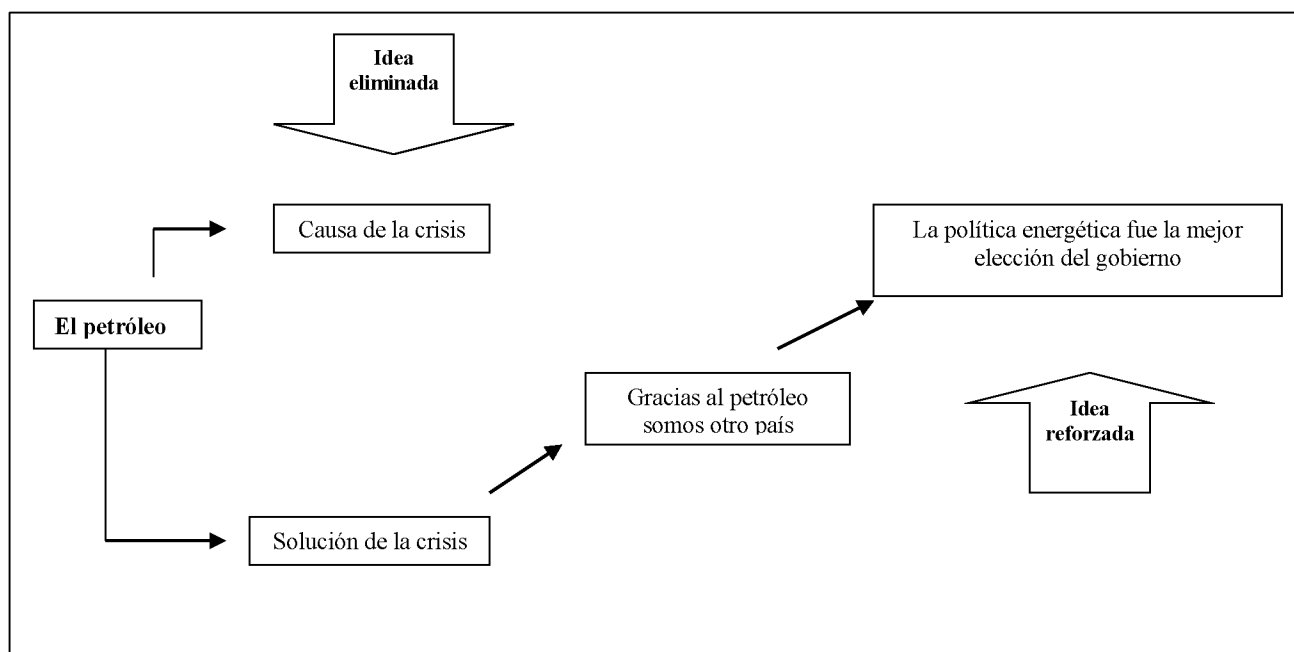 Idea
eliminada
Causa de la crisis
La política energética fue la mejor
elección del gobierno
El petróleo
Gracias al petróleo
somos otro país
Idea
reforzada
Solución de la crisis